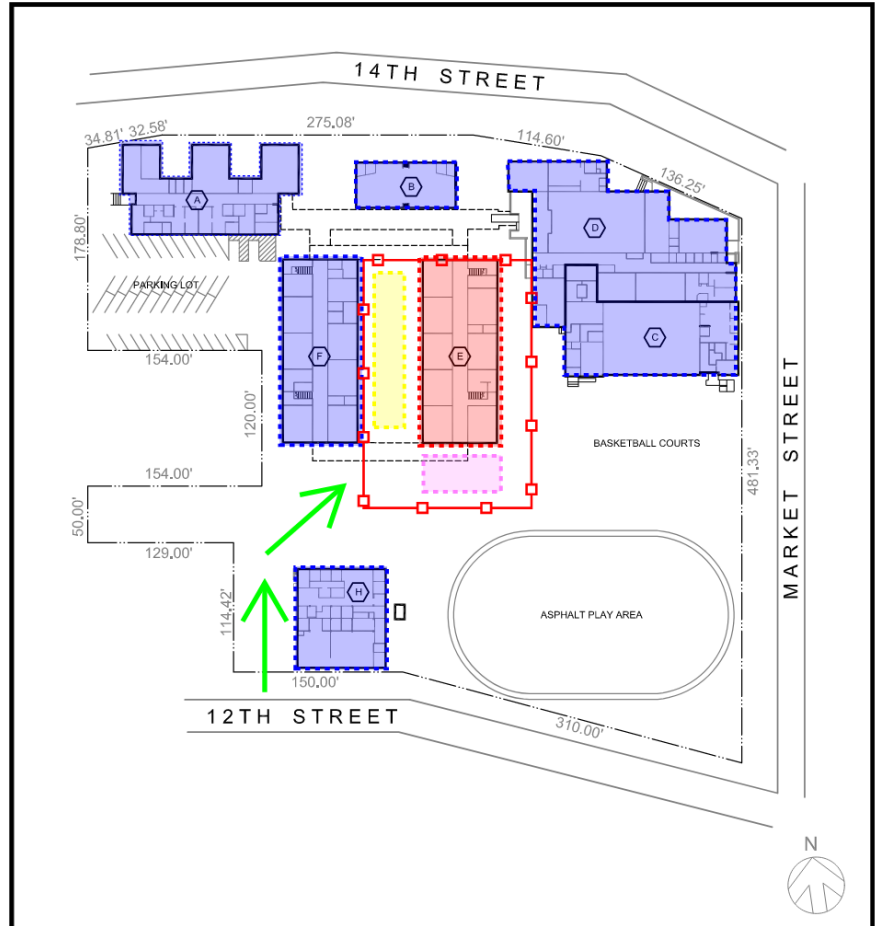 14TH STREET
34.81'
32.58'
275.08'
114.60'
136.25'
A
B
D
178.80'
PARKING LOT
F
E
C
154.00'
120.00'
BASKETBALL COURTS
MARKET STREET
481.33'
154.00'
50.00'
129.00'
H
114.42'
ASPHALT PLAY AREA
150.00'
12TH STREET
310.00'
N